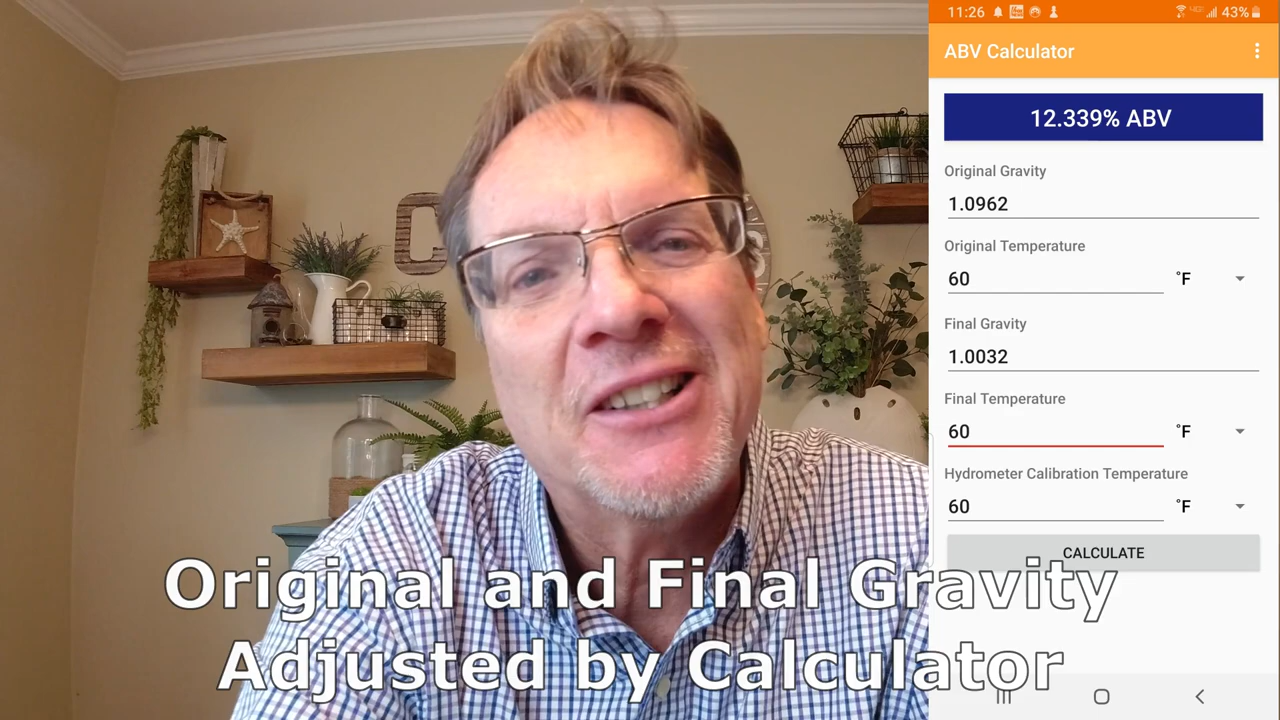 11:26
43%
ABV Calculator
12.339% ABV
Original Gravity
1.0962
Original Temperature
60 °F
Final Gravity
1.0032
Final Temperature
60 °F
Hydrometer Calibration Temperature
60 °F
CALCULATE
C
Original and Final Gravity
Adjusted by Calculator